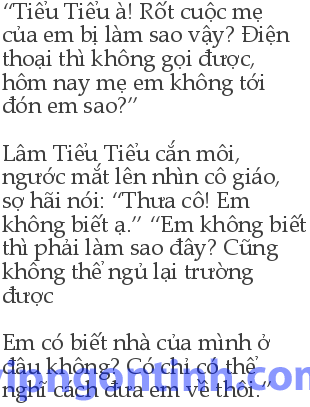 “Tiểu Tiểu à! Rốt cuộc mẹ
của em bị làm sao vậy? Điện
thoại thì không gọi được,
hôm nay mẹ em không tới
đón em sao?”
Lâm Tiểu Tiểu cắn môi,
ngước mắt lên nhìn cô giáo,
sợ hãi nói: “Thưa cô! Em
không biết ạ.” “Em không biết
thì phải làm sao đây? Cũng
không thể ngủ lại trường
được
Em có biết nhà của mình ở
đâu không? Có chỉ có thể
nghĩ cách đưa em về thôi.”
vipngontinh.com